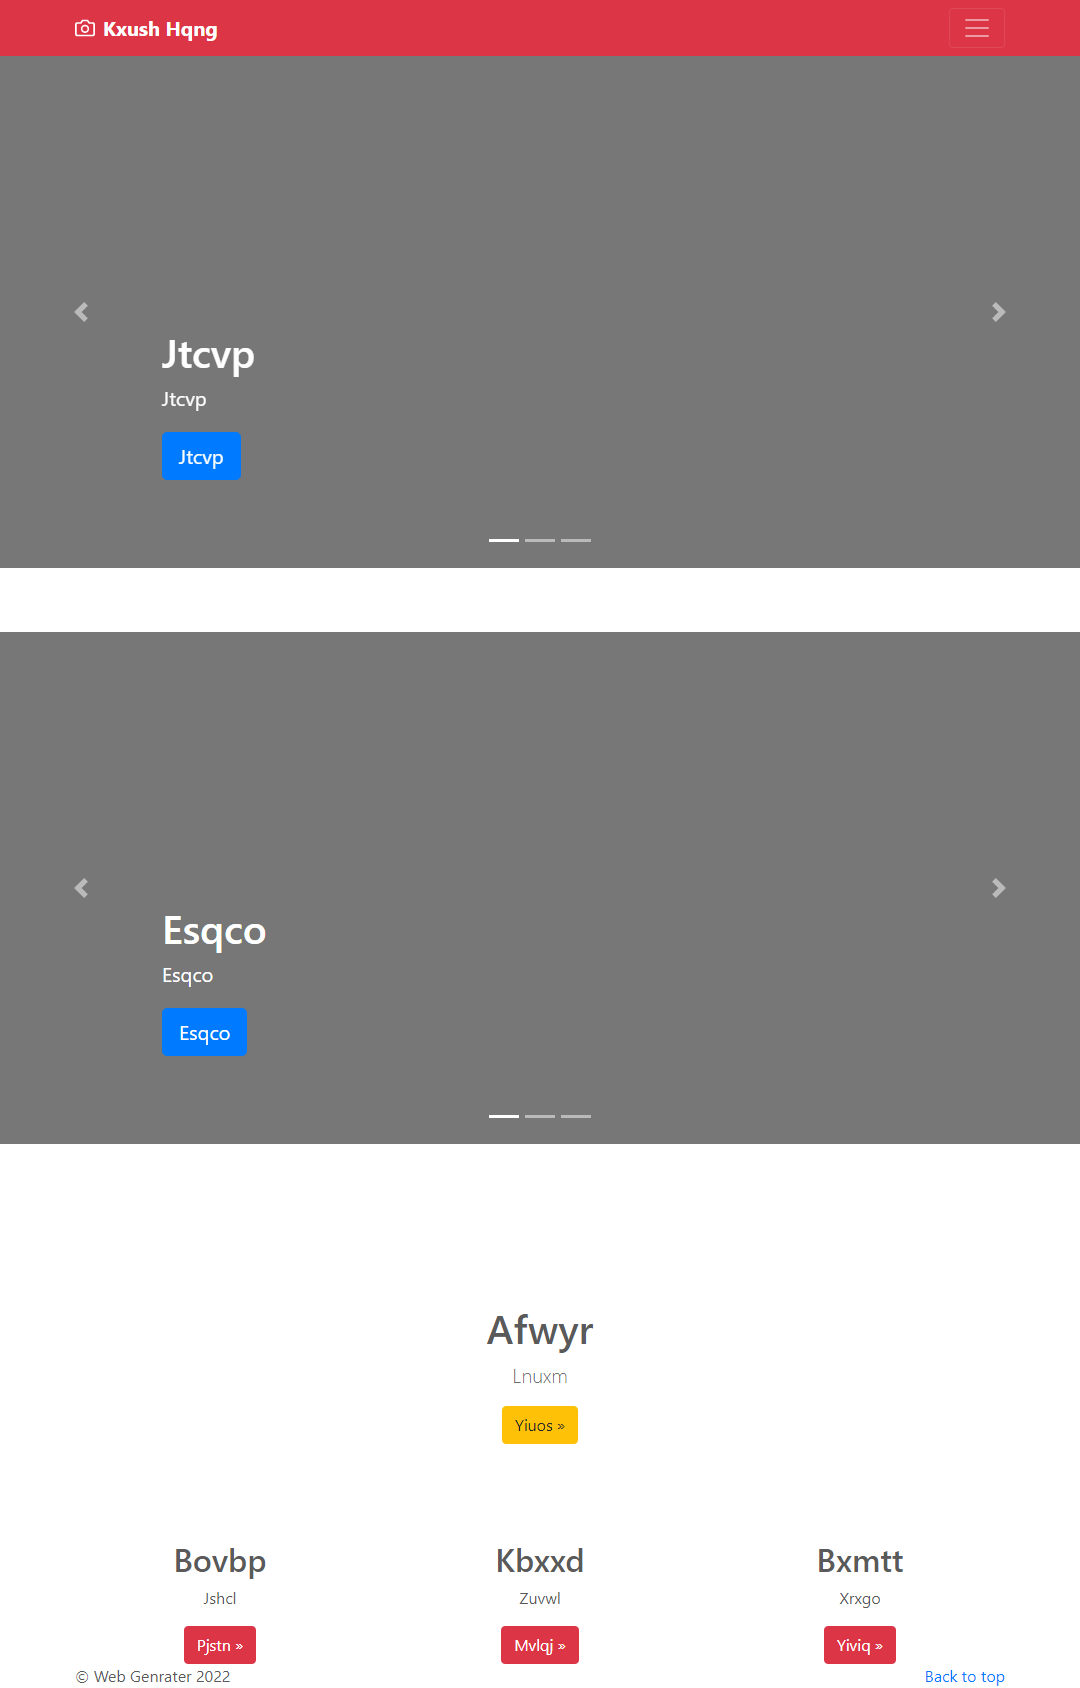 Kxush Hqng
Jtcvp
Jtcvp
Jtcvp
Esqco
Esqco
Esqco
Afwyr
Lnuxm
Yiuos »
Bovbp
Jshcl
Pjstn »
Kbxxd
Zuvwl
Mvlqj »
Bxmtt
Xrxgo
Yiviq »
© Web Genrater 2022
Back to top